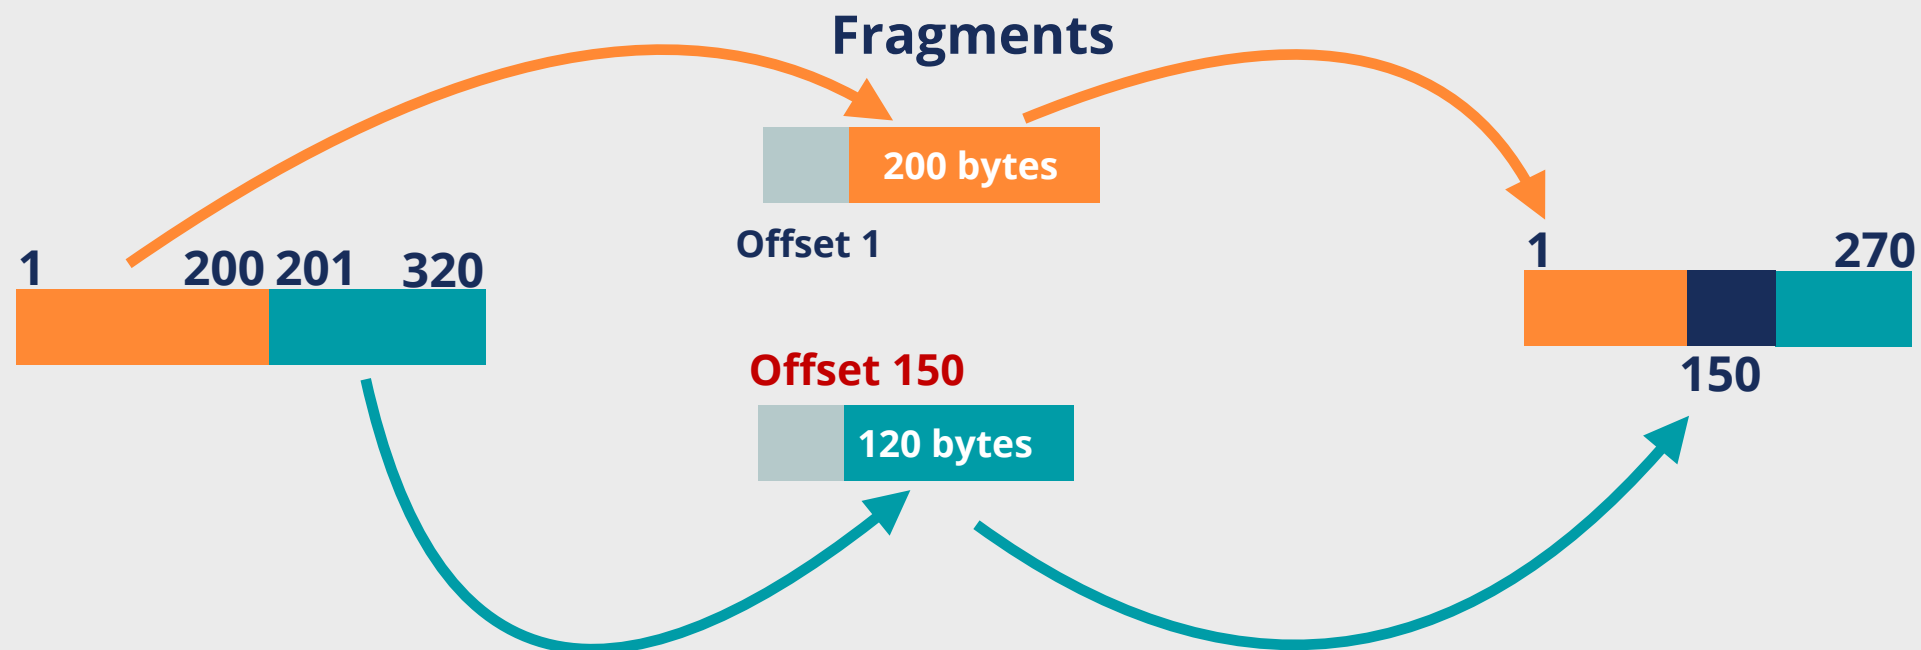 Fragments
200 bytes
Offset 1
1 200 201 320
1 270
Offset 150
150
120 bytes